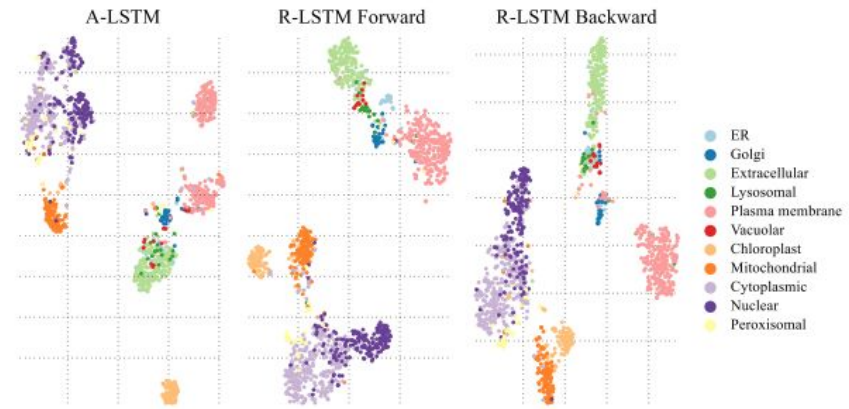 A-LSTM
R-LSTM Forward
R-LSTM Backward
ER
Golgi
Extracellular
Lysosomal
Plasma membrane
Vacuolar
Chloroplast
Mitochondrial
Cytoplasmic
Nuclear
Peroxisomal